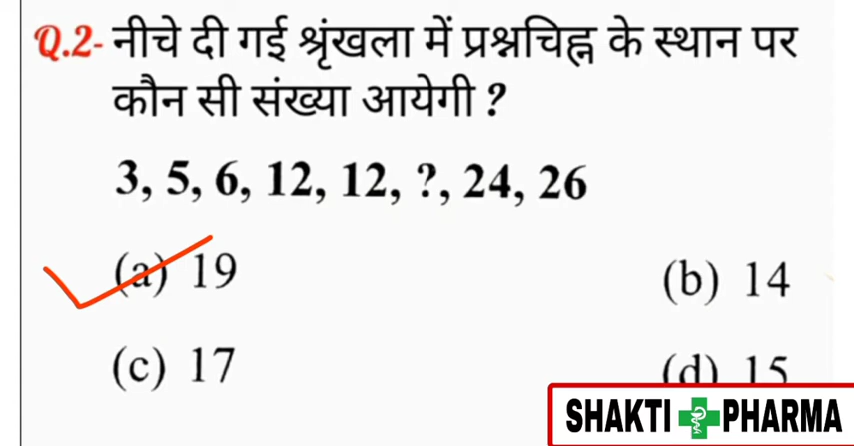 Q.2- नीचे दी गई श्रृंखला में प्रश्नचिह्न के स्थान पर
कौन सी संख्या आयेगी ?
3, 5, 6, 12, 12, ?, 24, 26
(a) 19 (b) 14
(c) 17 (d) 15
SHAKTI PHARMA